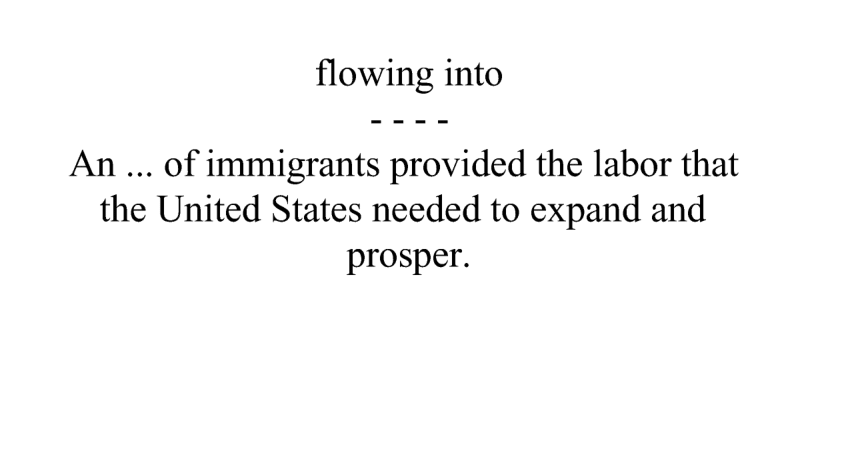 flowing into
- - - -
An ... of immigrants provided the labor that
the United States needed to expand and
prosper.